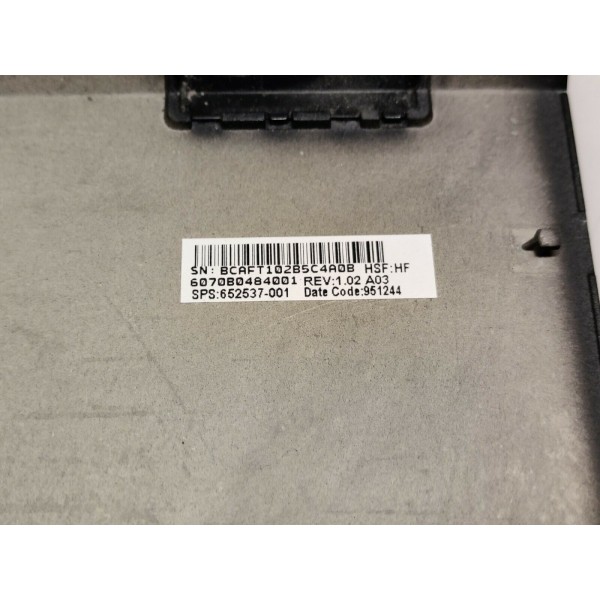 SN: BCAFT102B5C4A0B HSF:HF
6070B0484001 REV:1.02 A03
SPS:652537-001 Date Code:951244